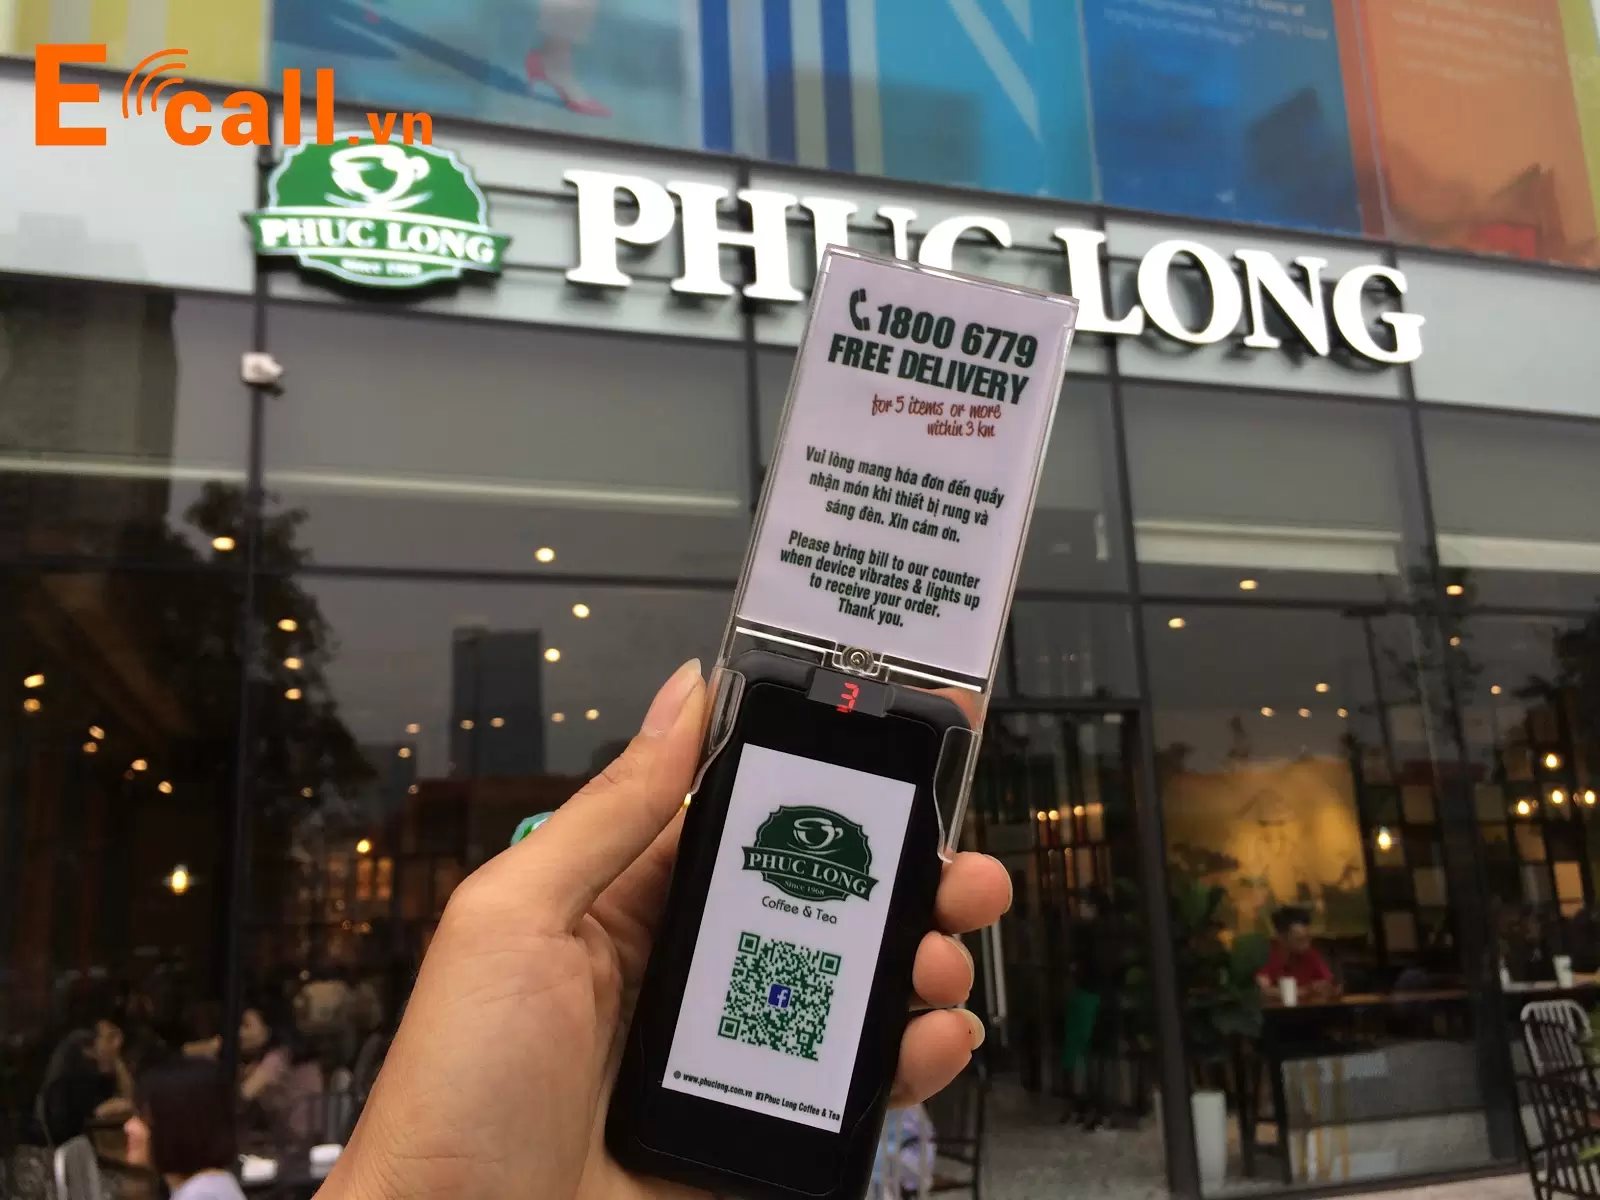 E call.vn
PHUC LONG
Since 1968
PHUC LONG
1800 6779
FREE DELIVERY
for 5 items or more
within 3 km
Vui lòng mang hóa đơn đến quầy
nhận món khi thiết bị rung và
sáng đèn. Xin cảm ơn.
Please bring bill to our counter
when device vibrates & lights up
to receive your order.
Thank you.
3
PHUC LONG
Since 1968
Coffee & Tea
f
www.phuclong.com.vn f Phuc Long Coffee & Tea